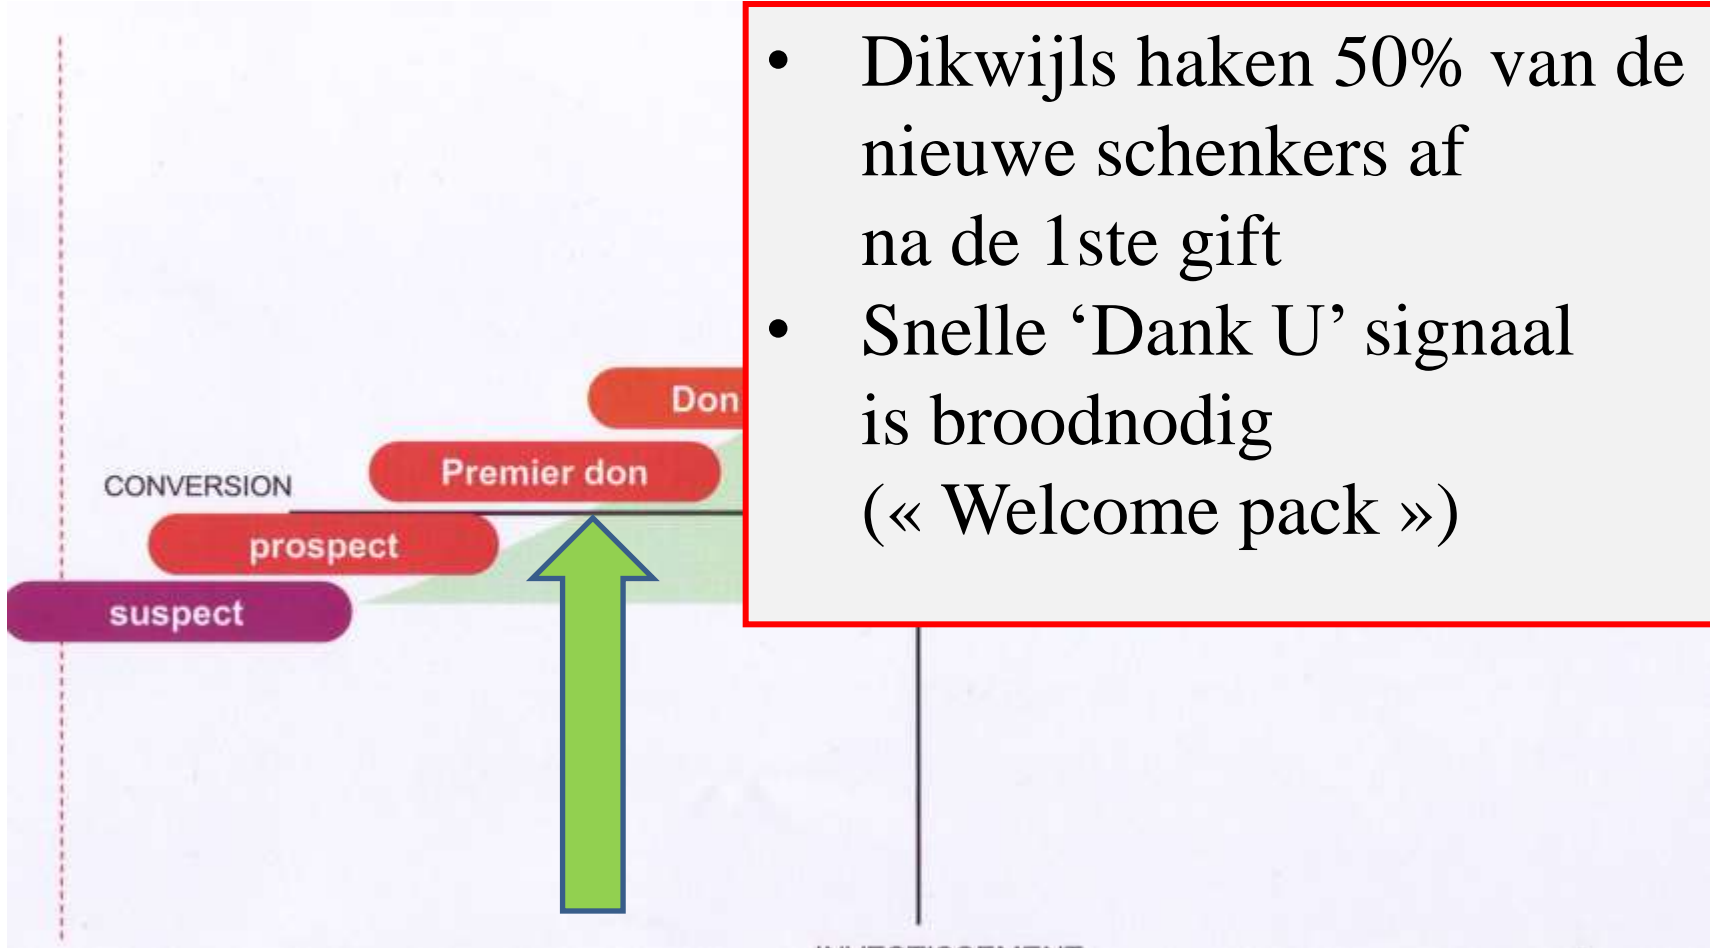 • Dikwijls haken 50% van de
nieuwe schenkers af
na de 1ste gift
• Snelle ‘Dank U’ signaal
is broodnodig
(« Welcome pack »)
Don
Premier don
CONVERSION
prospect
suspect